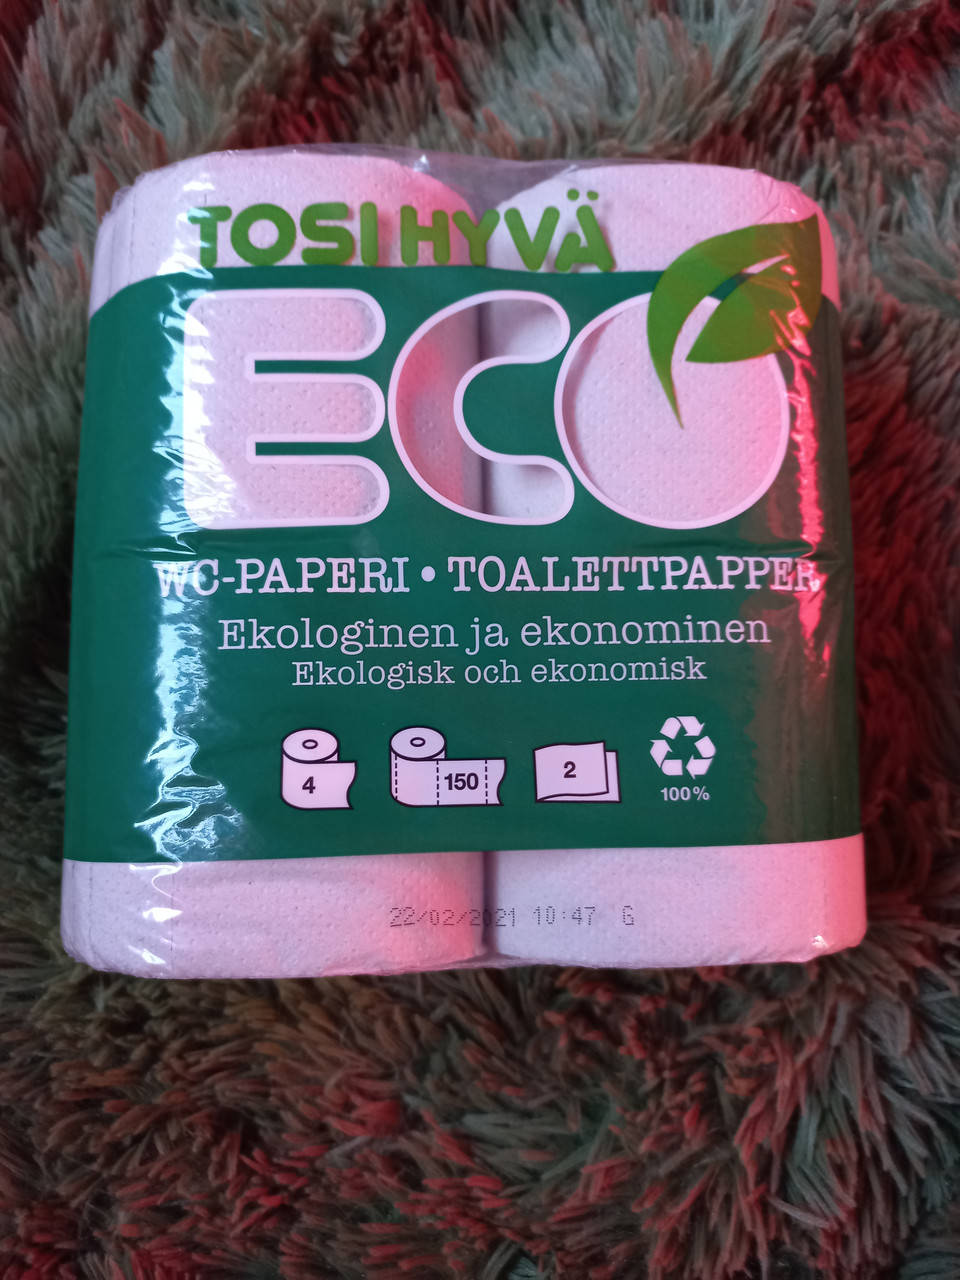 TOSI HYVÄ
ECO
WC-PAPERI • TOALETTPAPPER
Ekologinen ja ekonominen
Ekologisk och ekonomisk
4 150 2
100%
22/02/2021 10:47 G